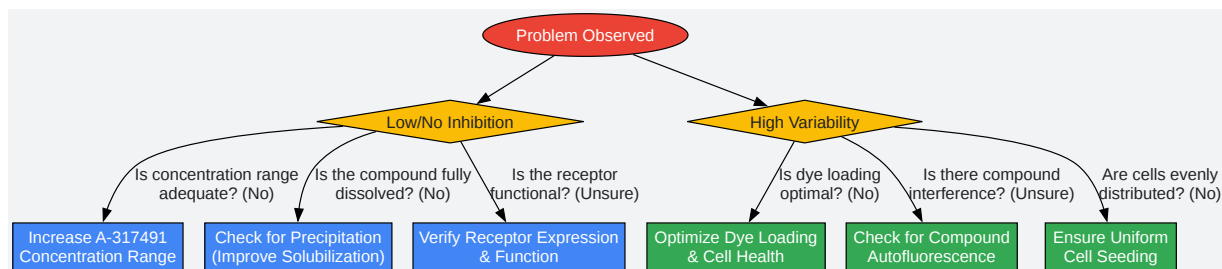 Problem Observed
Low/No Inhibition
High Variability
Is concentration range
adequate? (No)
Is the compound fully
dissolved? (No)
Is the receptor
functional? (Unsure)
Is dye loading
optimal? (No)
Is there compound
interference? (Unsure)
Are cells evenly
distributed? (No)
Increase A-317491
Concentration Range
Check for Precipitation
(Improve Solubilization)
Verify Receptor Expression
& Function
Optimize Dye Loading
& Cell Health
Check for Compound
Autofluorescence
Ensure Uniform
Cell Seeding